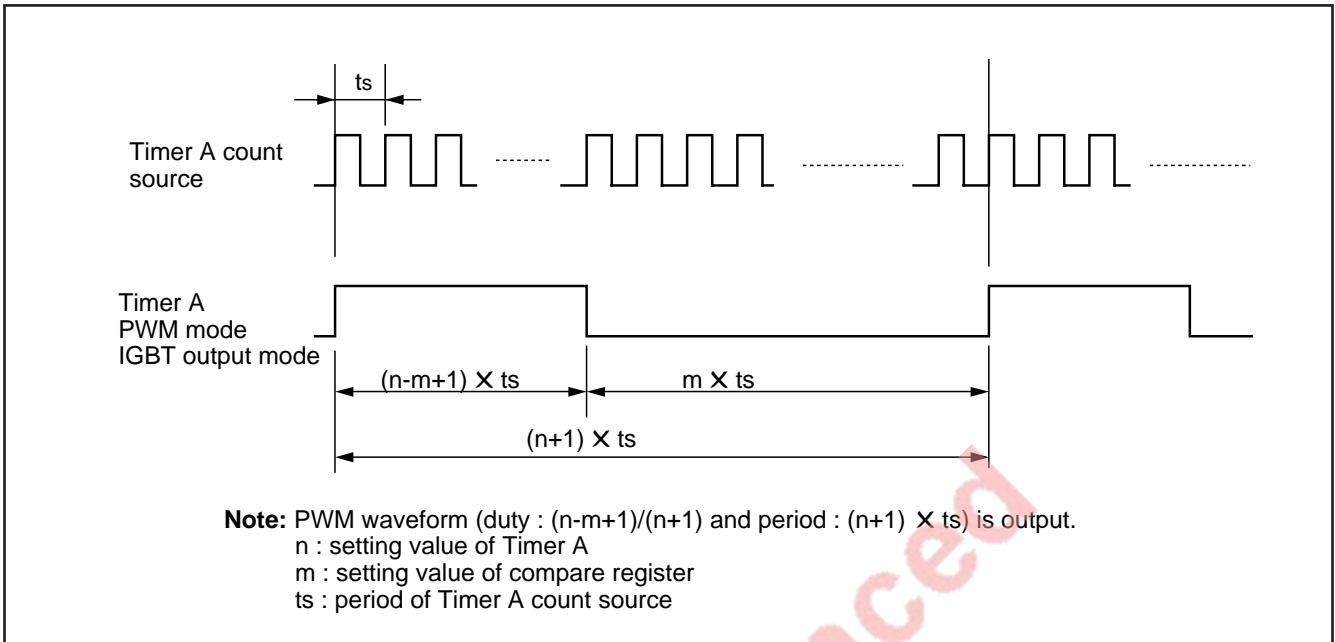 ts
Timer A count
source
Timer A
PWM mode
IGBT output mode
(n-m+1) × ts
m × ts
(n+1) × ts
Note: PWM waveform (duty : (n-m+1)/(n+1) and period : (n+1) × ts) is output.
n : setting value of Timer A
m : setting value of compare register
ts : period of Timer A count source
nced